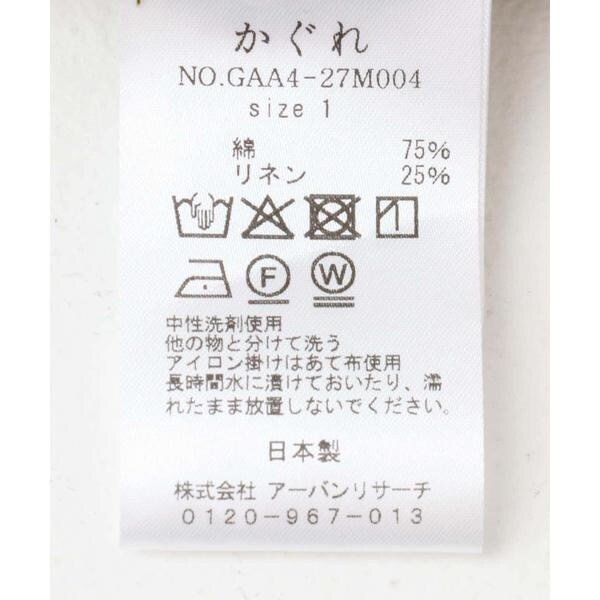 かぐれ
NO.GAA4-27M004
size 1
綿 75%
リネン 25%
F W
中性洗剤使用
他の物と分けて洗う
アイロン掛けはあて布使用
長時間水に漬けておいたり、濡
れたまま放置しないでください。
日本製
株式会社 アーバンリサーチ
0120-967-013